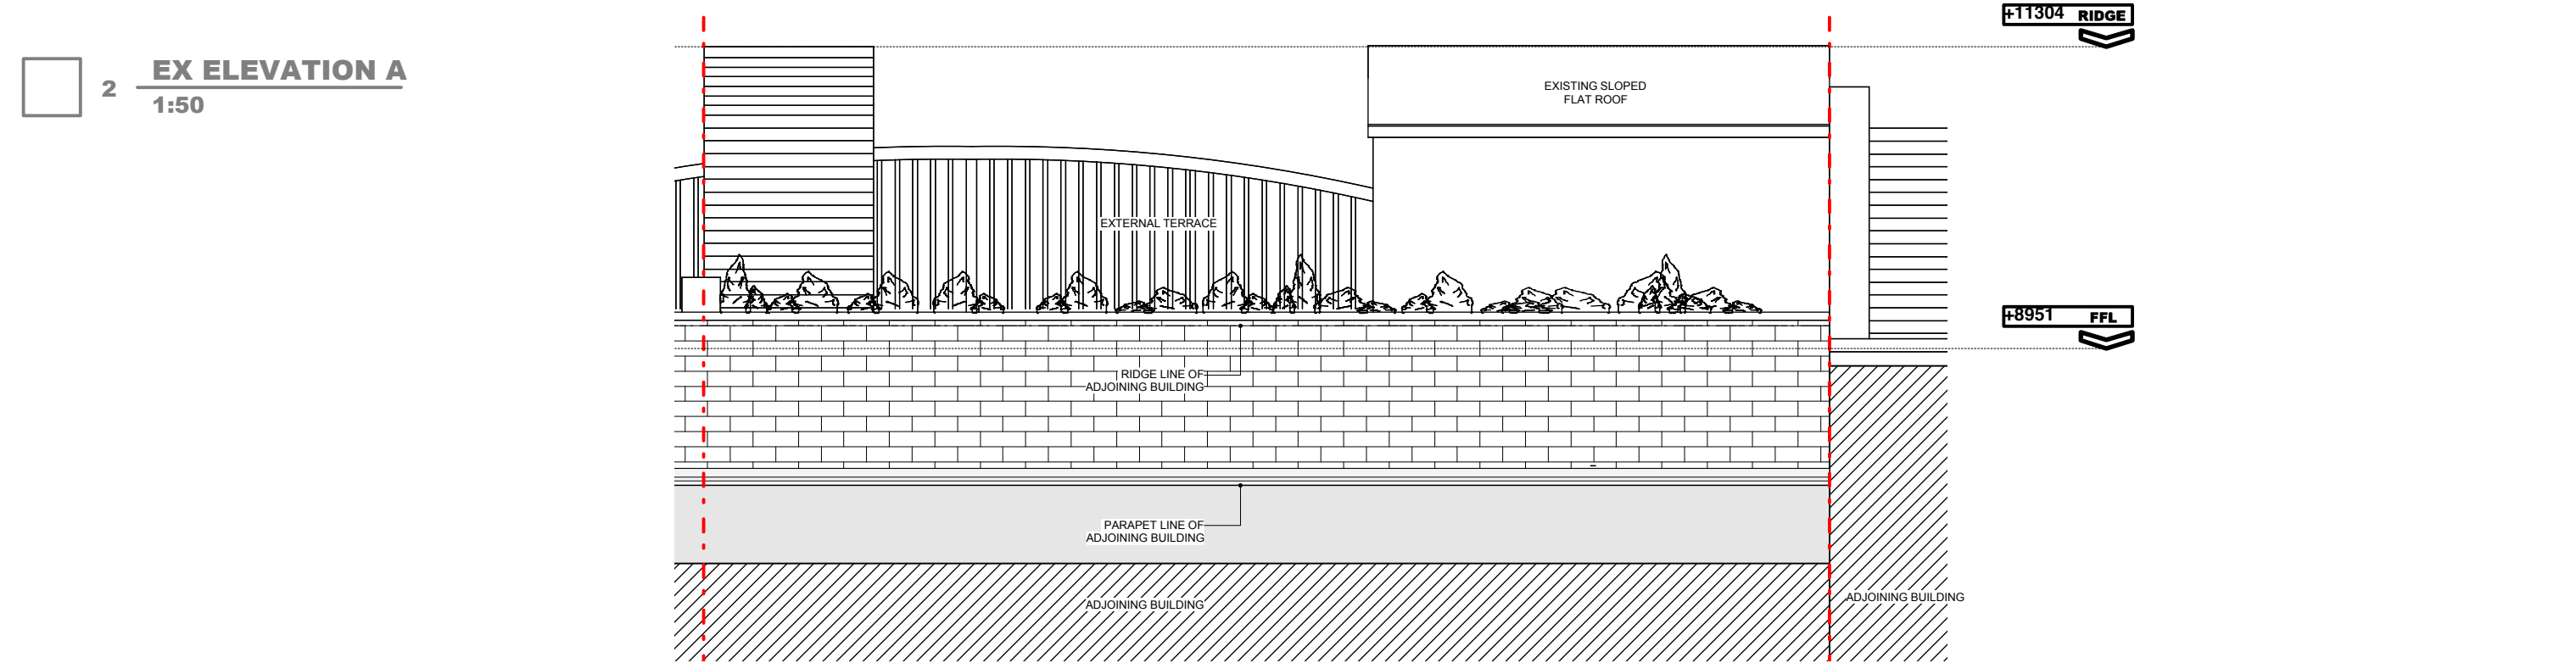 2 EX ELEVATION A
1:50
+11304 RIDGE
EXISTING SLOPED
FLAT ROOF
EXTERNAL TERRACE
+8951 FFL
RIDGE LINE OF
ADJOINING BUILDING
PARAPET LINE OF
ADJOINING BUILDING
ADJOINING BUILDING
ADJOINING BUILDING